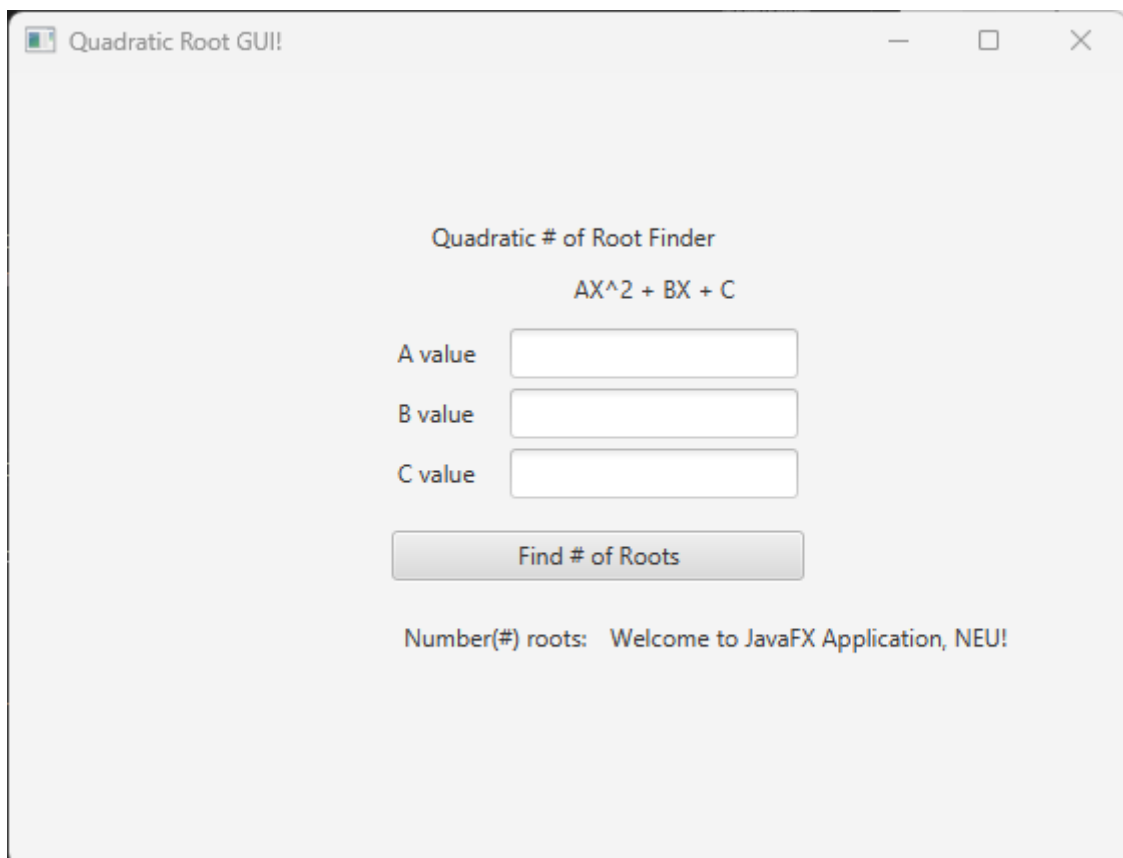 Quadratic Root GUI!
Quadratic # of Root Finder
AX^2 + BX + C
A value
B value
C value
Find # of Roots
Number(#) roots: Welcome to JavaFX Application, NEU!